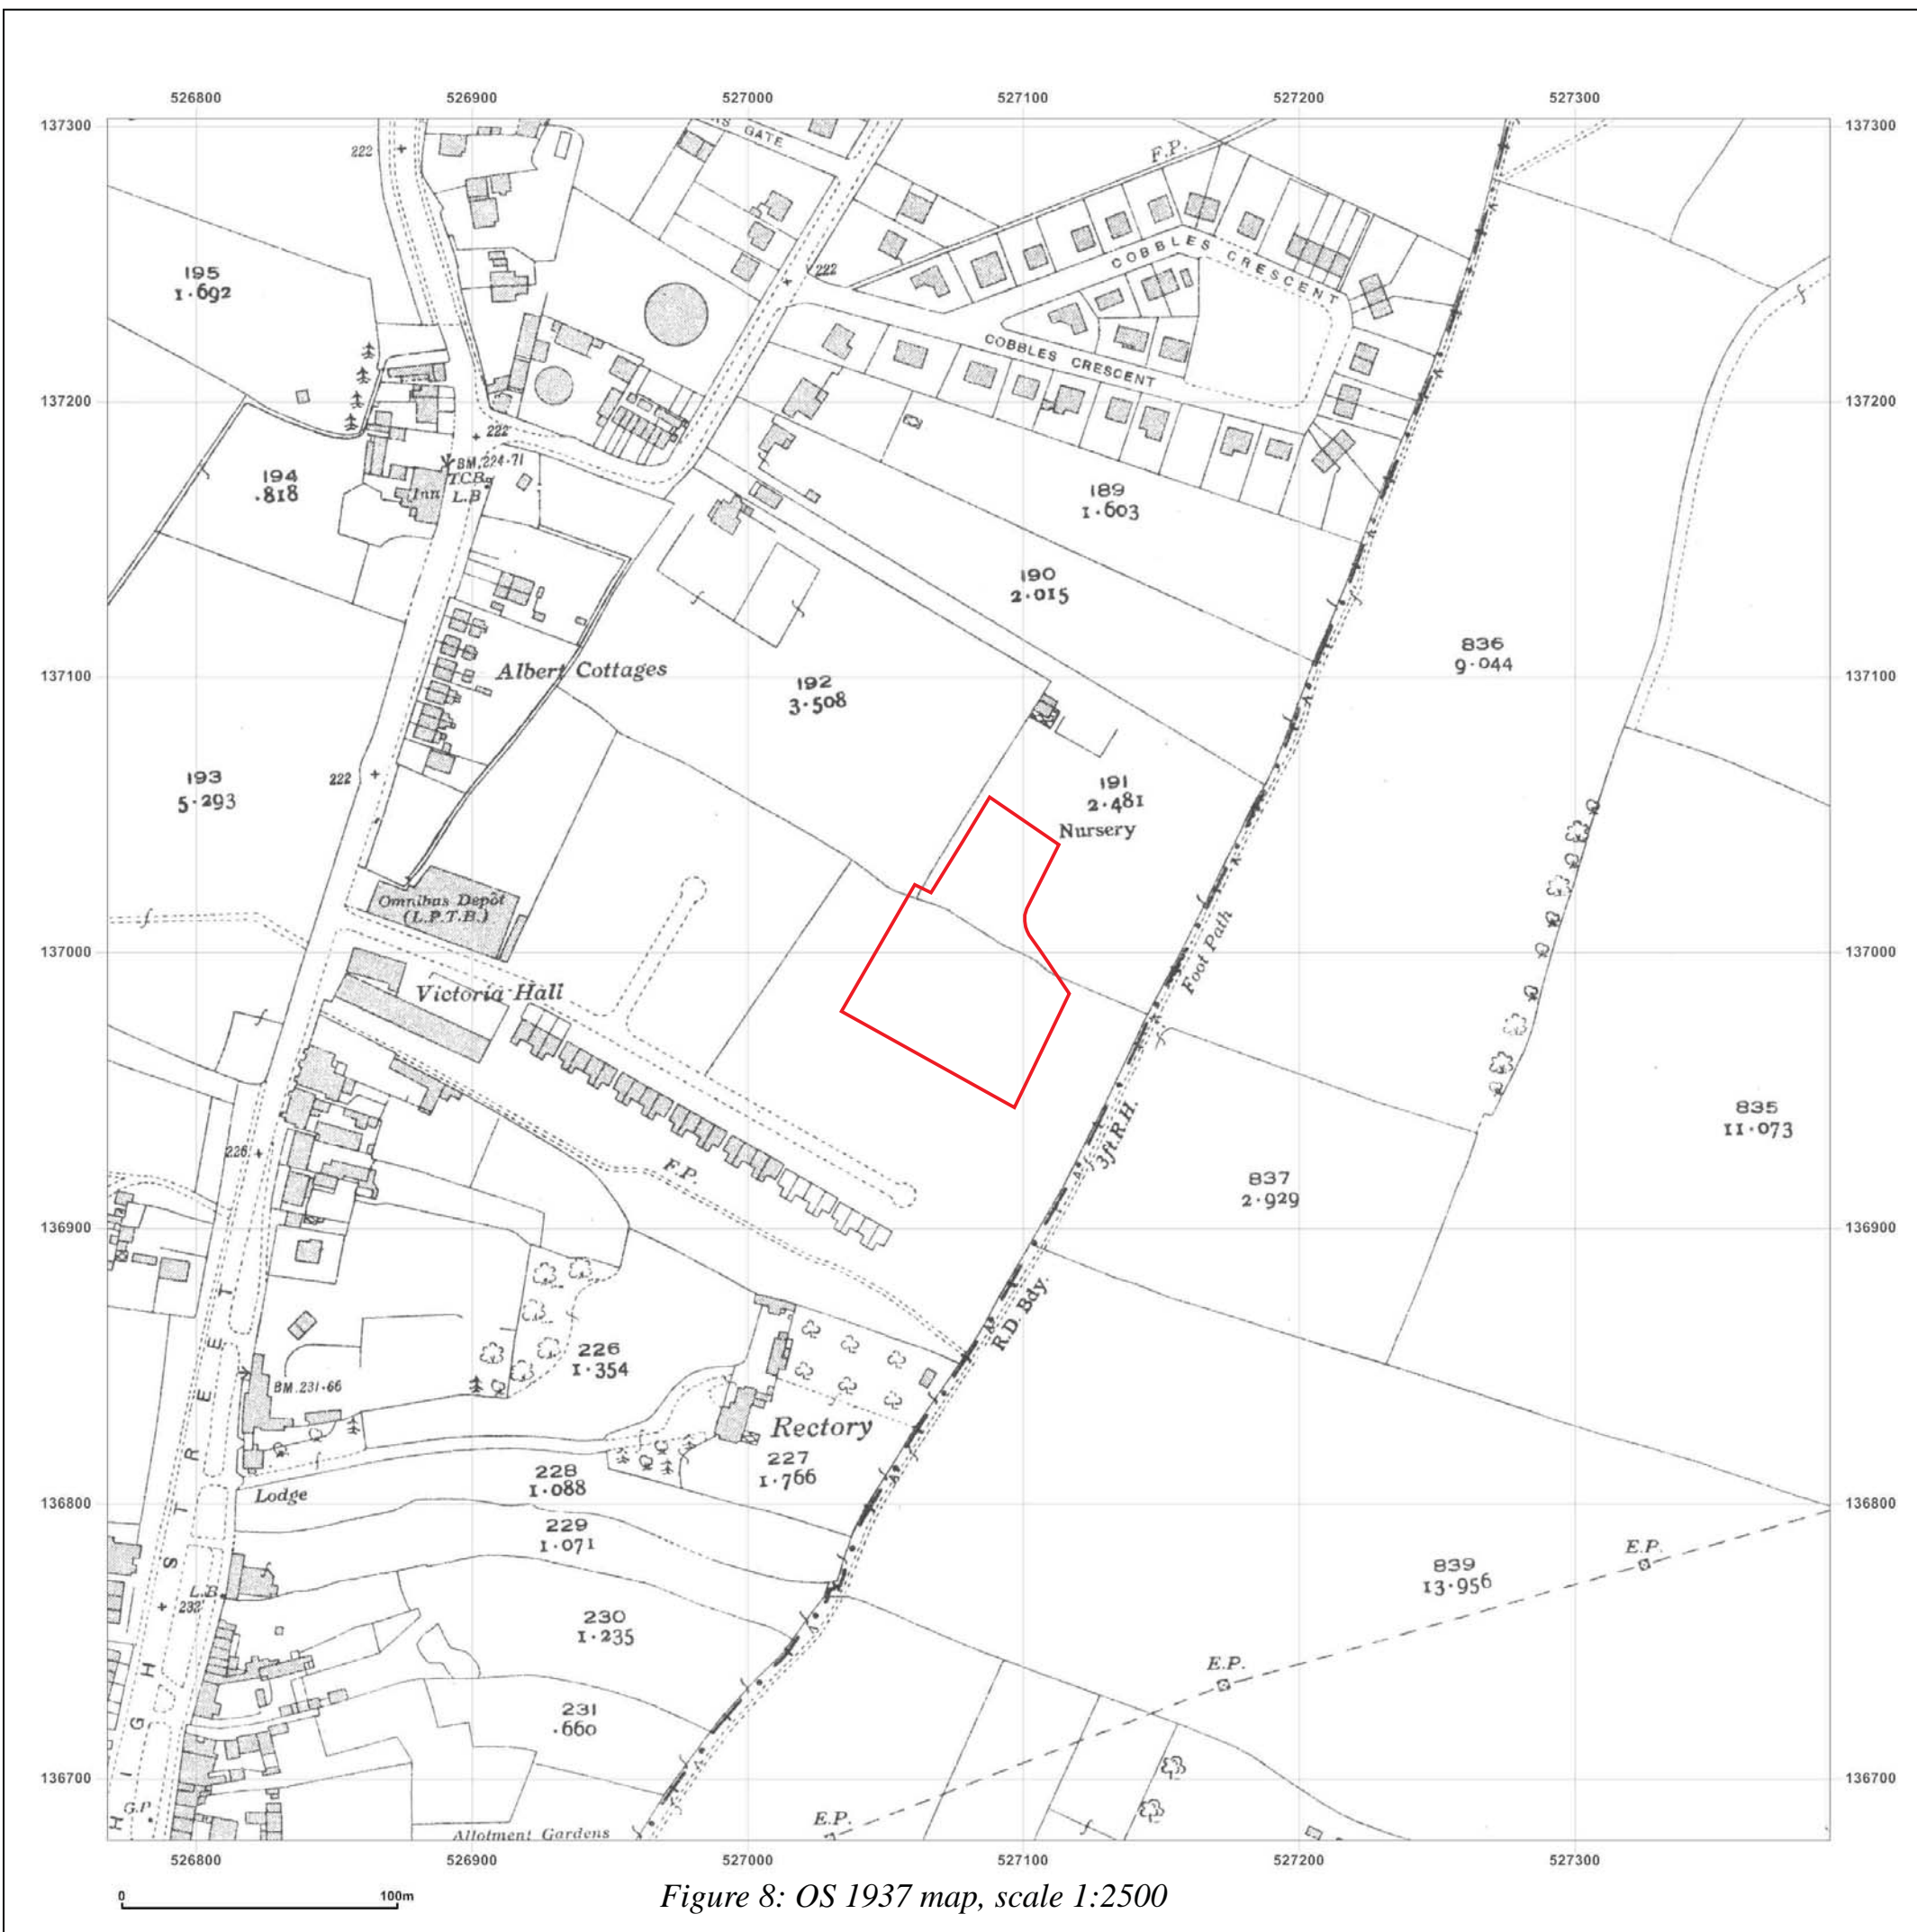 526800 526900 527000 527100 527200 527300
137300 137300
222
GATE
F.P.
195
1·692
222
COBBLES CRESCENT
COBBLES CRESCENT
137200 137200
222
BM.224·71
T.C.B.
Inn L.B
194
·818
189
1·603
190
2·015
836
9·044
137100 137100
Albert Cottages
192
3·508
193
5·293
222
191
2·481
Nursery
Omnibus Depôt
(L.P.T.B.)
Foot Path
137000 137000
Victoria Hall
835
11·073
3ft.R.H.
226
F.P.
837
2·929
136900 136900
R.D. Bdy.
226
1·354
BM.231·66
Rectory
227
1·766
228
1·088
Lodge
136800 136800
229
1·071
E.P.
839
13·956
L.B
232
230
1·235
E.P.
231
·660
HIGH STREET
136700 136700
G.P
E.P.
Allotment Gardens
526800 526900 527000 527100 527200 527300
0 100m
Figure 8: OS 1937 map, scale 1:2500